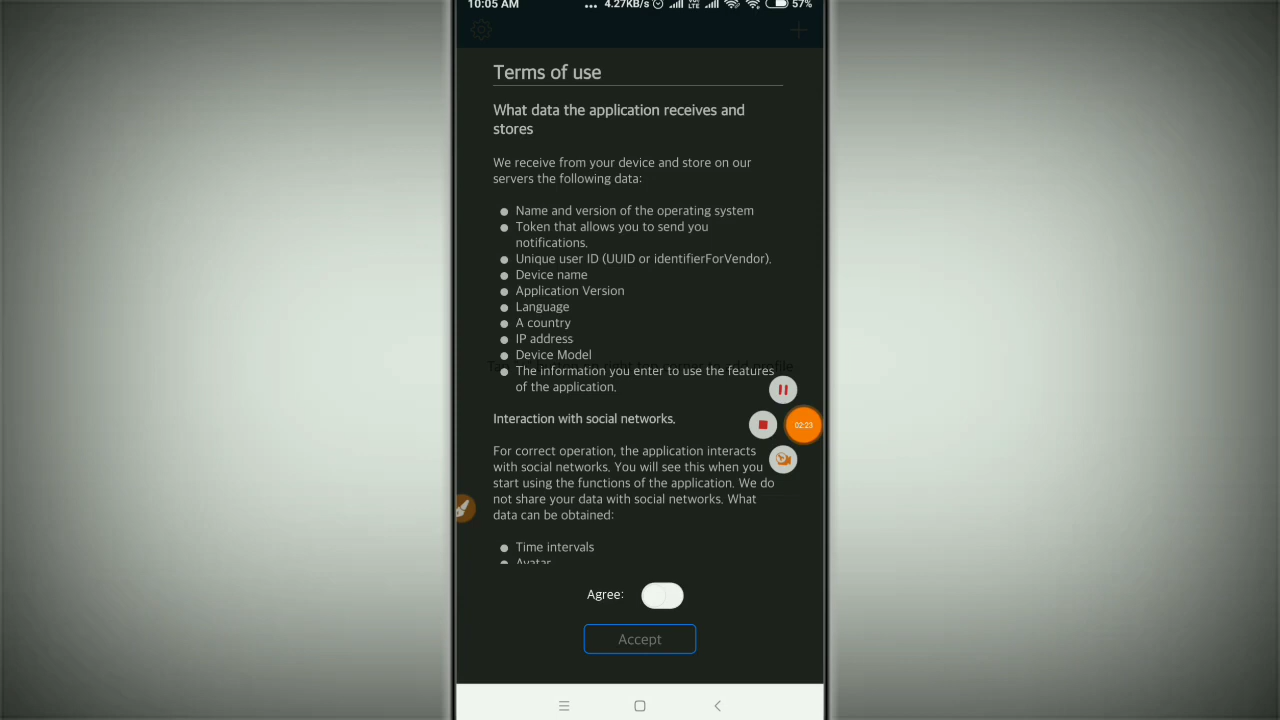 10:05 AM
... 4.27KB/s
57%
Terms of use
What data the application receives and
stores
We receive from your device and store on our
servers the following data:
● Name and version of the operating system
● Token that allows you to send you
notifications.
● Unique user ID (UUID or identifierForVendor).
● Device name
● Application Version
● Language
● A country
● IP address
● Device Model
● The information you enter to use the features
of the application.
Interaction with social networks.
For correct operation, the application interacts
with social networks. You will see this when you
start using the functions of the application. We do
not share your data with social networks. What
data can be obtained:
● Time intervals
● Avatar
02:23
Agree:
Accept